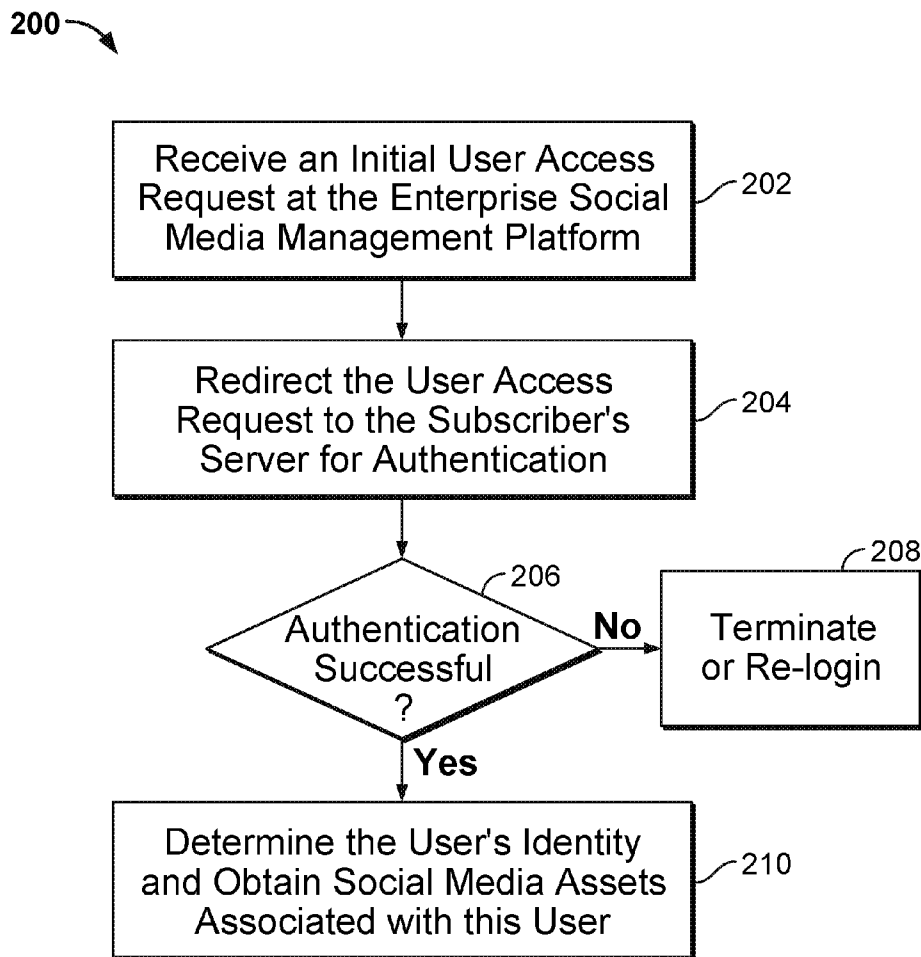 200
Receive an Initial User Access
Request at the Enterprise Social
Media Management Platform
202
Redirect the User Access
Request to the Subscriber's
Server for Authentication
204
206
Authentication
Successful
?
No
208
Terminate
or Re-login
Yes
Determine the User's Identity
and Obtain Social Media Assets
Associated with this User
210